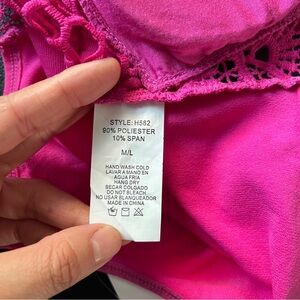 STYLE: H582
90% POLIESTER
10% SPAN
M/L
HAND WASH COLD
LAVAR A MANO EN
AGUA FRIA
HANG DRY
SECAR COLGADO
DO NOT BLEACH
NO USAR BLANQUEADOR
MADE IN CHINA